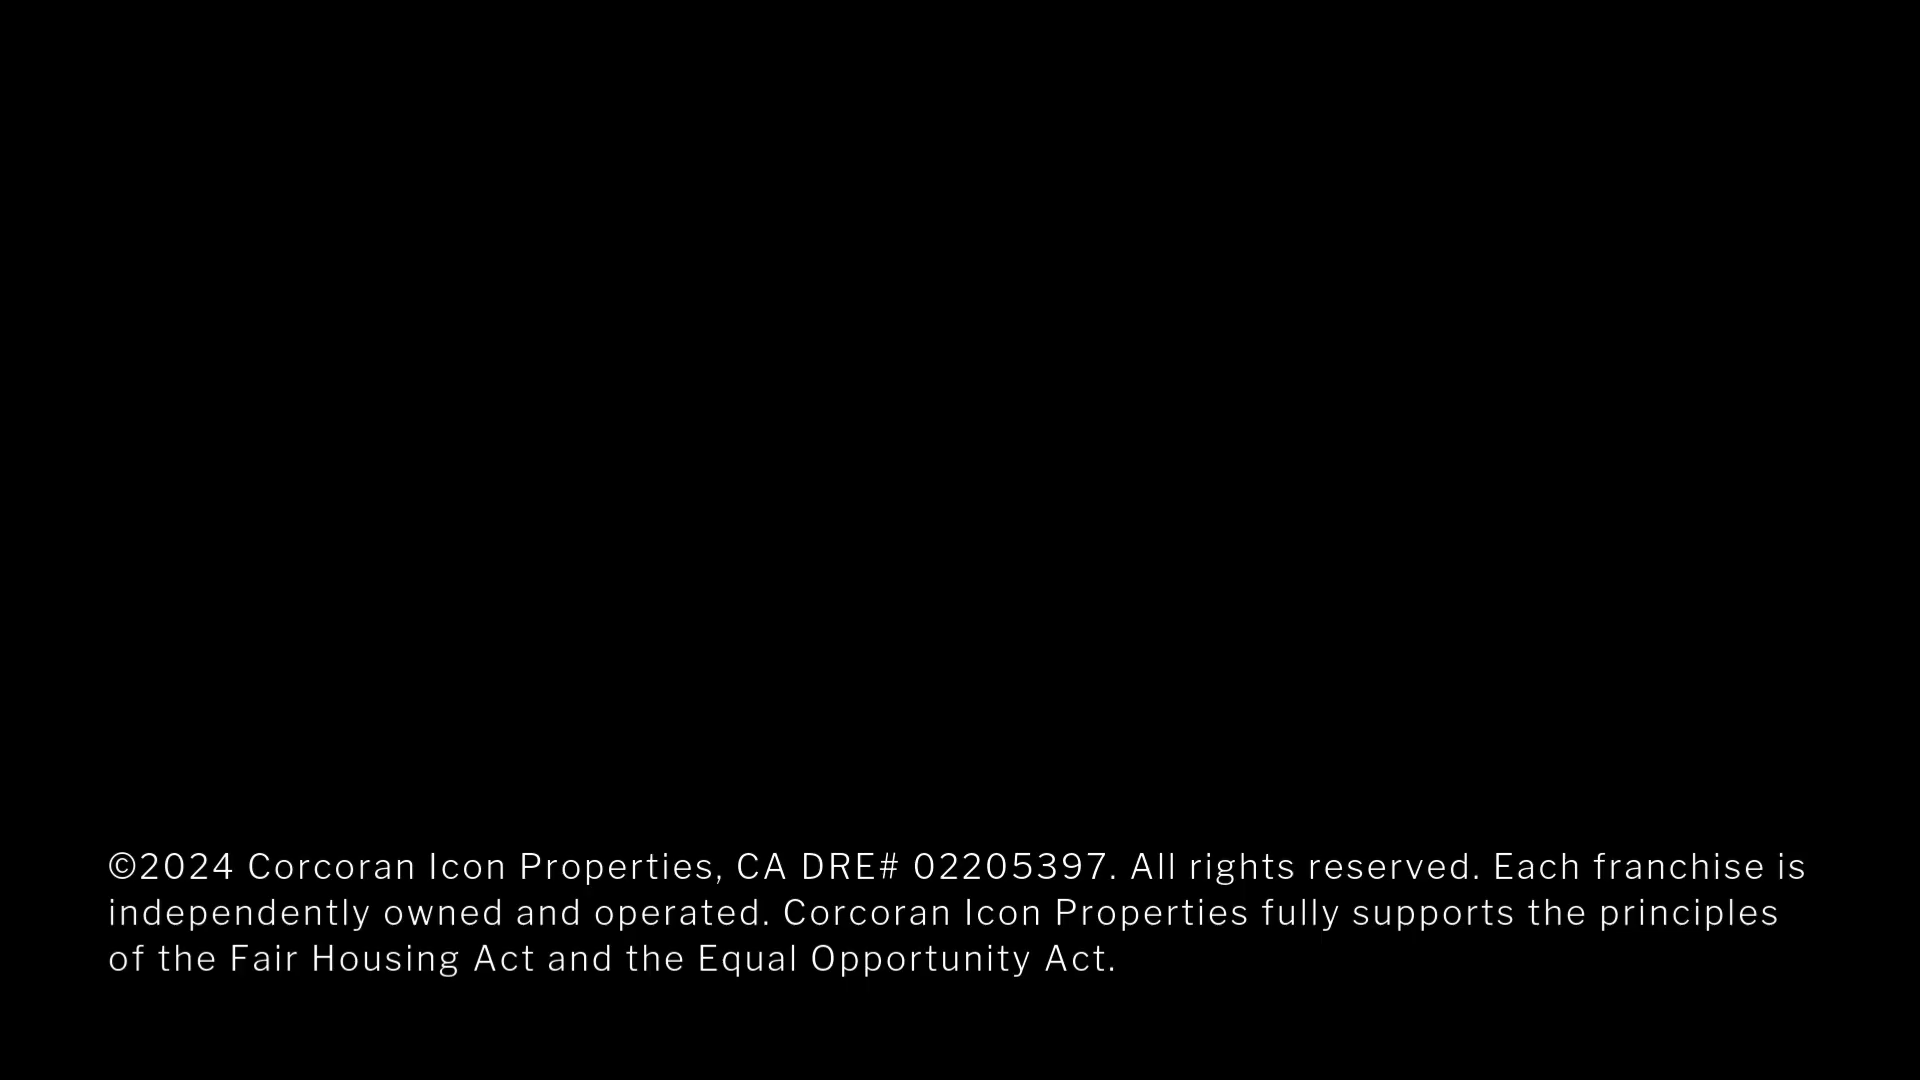 ©2024 Corcoran Icon Properties, CA DRE# 02205397. All rights reserved. Each franchise is
independently owned and operated. Corcoran Icon Properties fully supports the principles
of the Fair Housing Act and the Equal Opportunity Act.